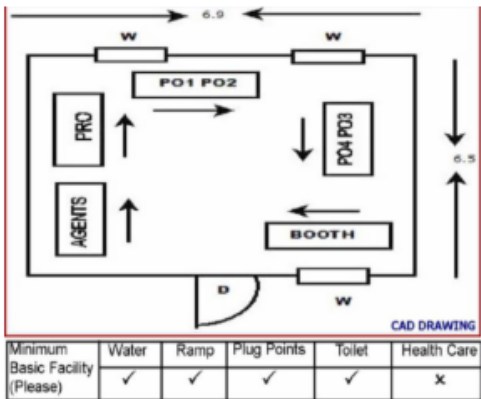 6.9
W W
PO1 PO2
PRO
PO4 PO3
6.5
AGENTS
BOOTH
D
W
CAD DRAWING
Minimum Basic Facility (Please) Water Ramp Plug Points Toilet Health Care
✓ ✓ ✓ ✓ x